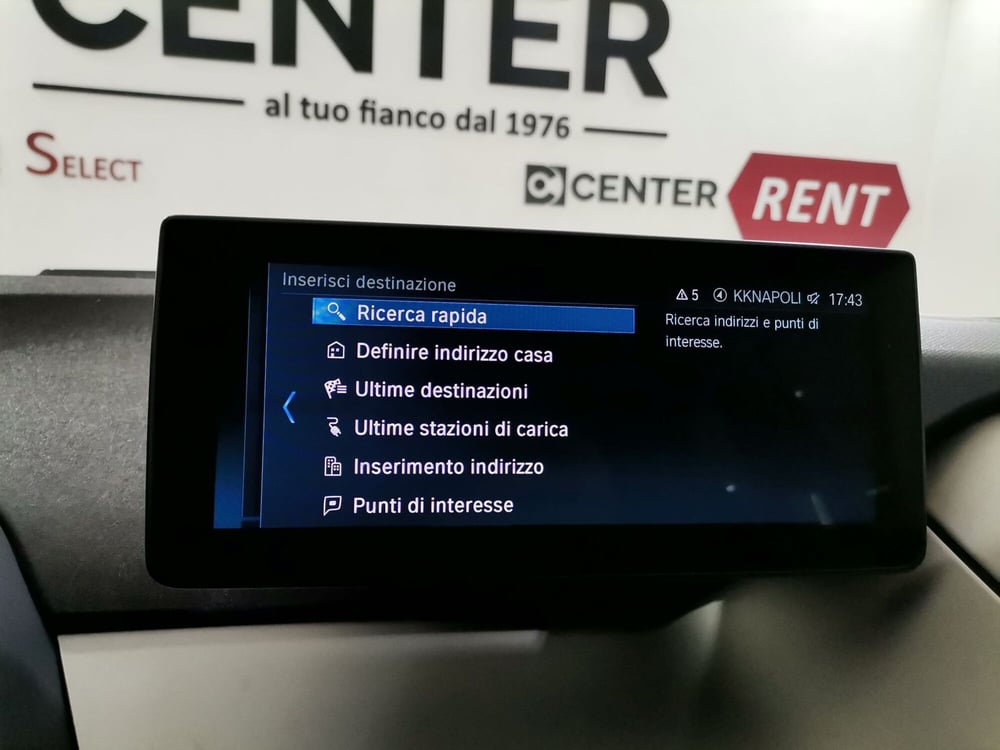 CENTER
al tuo fianco dal 1976
SELECT
CENTER RENT
Inserisci destinazione
5 4 KKNAPOLI 17:43
Ricerca rapida
Definire indirizzo casa
Ultime destinazioni
Ultime stazioni di carica
Inserimento indirizzo
Punti di interesse
Ricerca indirizzi e punti di
interesse.